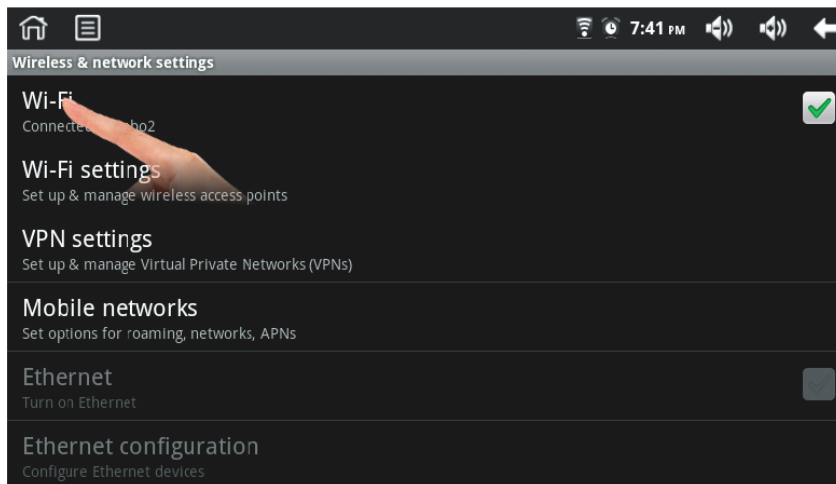 7:41 PM
Wireless & network settings
Wi-Fi
Connected bo2
Wi-Fi settings
Set up & manage wireless access points
VPN settings
Set up & manage Virtual Private Networks (VPNs)
Mobile networks
Set options for roaming, networks, APNs
Ethernet
Turn on Ethernet
Ethernet configuration
Configure Ethernet devices